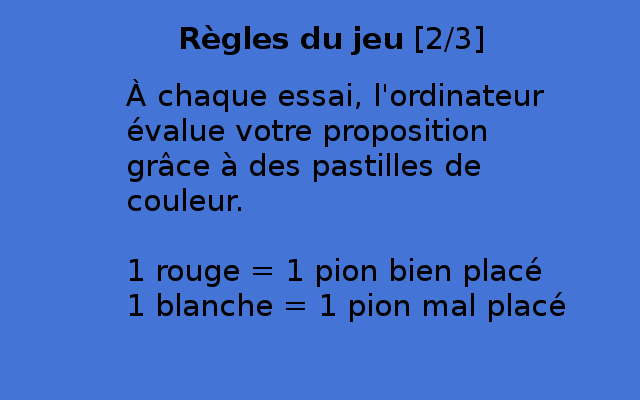 Règles du jeu [2/3]
À chaque essai, l'ordinateur
évalue votre proposition
grâce à des pastilles de
couleur.
1 rouge = 1 pion bien placé
1 blanche = 1 pion mal placé